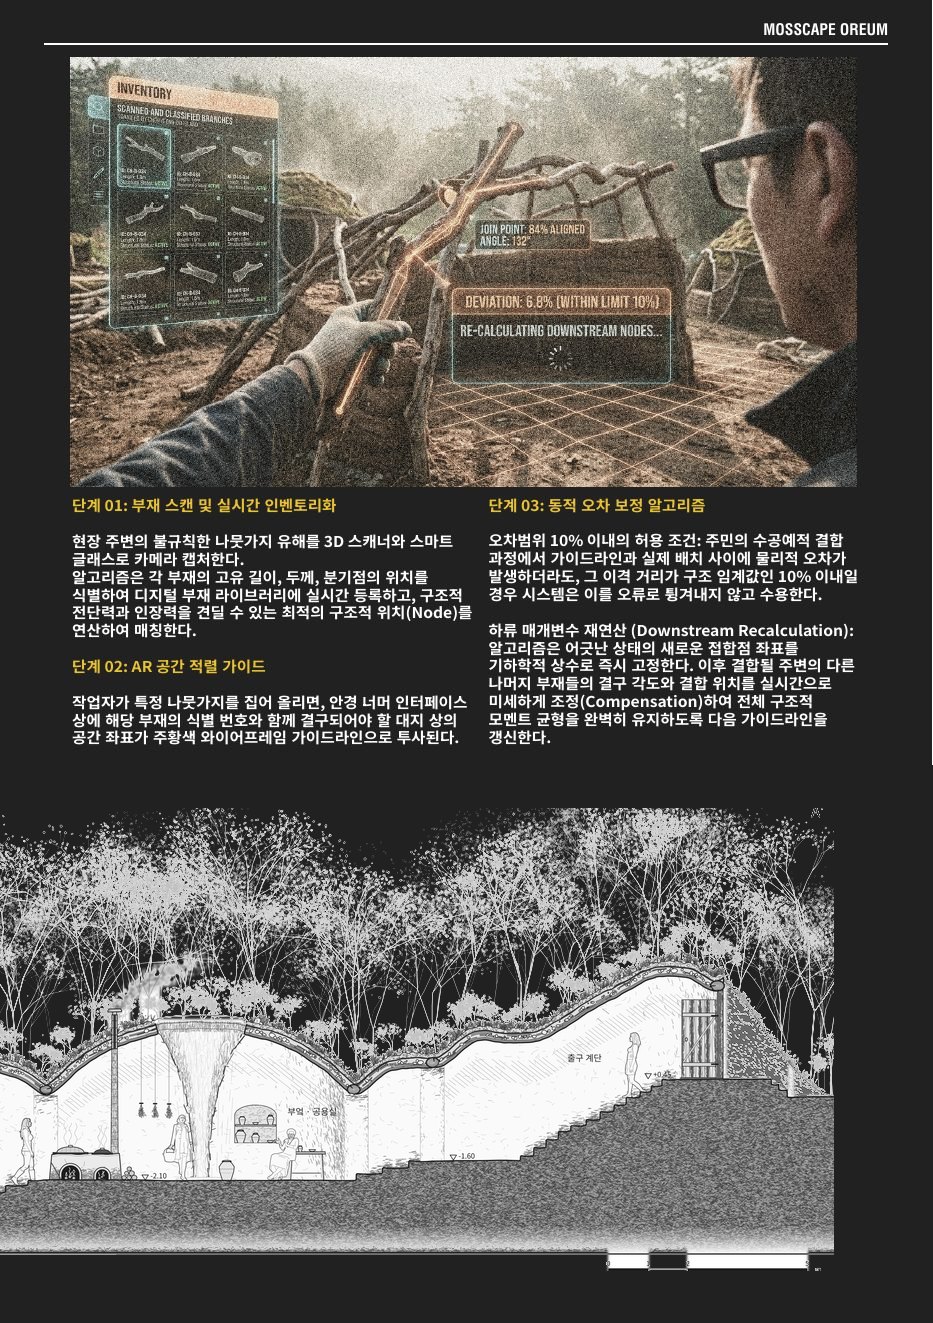 MOSSCAPE OREUM
INVENTORY
SCANNED AND CLASSIFIED BRANCHES
JOIN POINT: 84% ALIGNED
ANGLE: 132°
DEVIATION: 6.8% (WITHIN LIMIT 10%)
RE-CALCULATING DOWNSTREAM NODES...
단계 01: 부재 스캔 및 실시간 인벤토리화
현장 주변의 불규칙한 나뭇가지 유해를 3D 스캐너와 스마트
글래스로 카메라 캡처한다.
알고리즘은 각 부재의 고유 길이, 두께, 분기점의 위치를
식별하여 디지털 부재 라이브러리에 실시간 등록하고, 구조적
전단력과 인장력을 견딜 수 있는 최적의 구조적 위치(Node)를
연산하여 매칭한다.
단계 02: AR 공간 적렬 가이드
작업자가 특정 나뭇가지를 집어 올리면, 안경 너머 인터페이스
상에 해당 부재의 식별 번호와 함께 결구되어야 할 대지 상의
공간 좌표가 주황색 와이어프레임 가이드라인으로 투사된다.
단계 03: 동적 오차 보정 알고리즘
오차범위 10% 이내의 허용 조건: 주민의 수공예적 결합
과정에서 가이드라인과 실제 배치 사이에 물리적 오차가
발생하더라도, 그 이격 거리가 구조 임계값인 10% 이내일
경우 시스템은 이를 오류로 튕겨내지 않고 수용한다.
하류 매개변수 재연산 (Downstream Recalculation):
알고리즘은 어긋난 상태의 새로운 접합점 좌표를
기하학적 상수로 즉시 고정한다. 이후 결합될 주변의 다른
나머지 부재들의 결구 각도와 결합 위치를 실시간으로
미세하게 조정(Compensation)하여 전체 구조적
모멘트 균형을 완벽히 유지하도록 다음 가이드라인을
갱신한다.
출구 계단
부엌 · 공용실
-2.10
-1.60